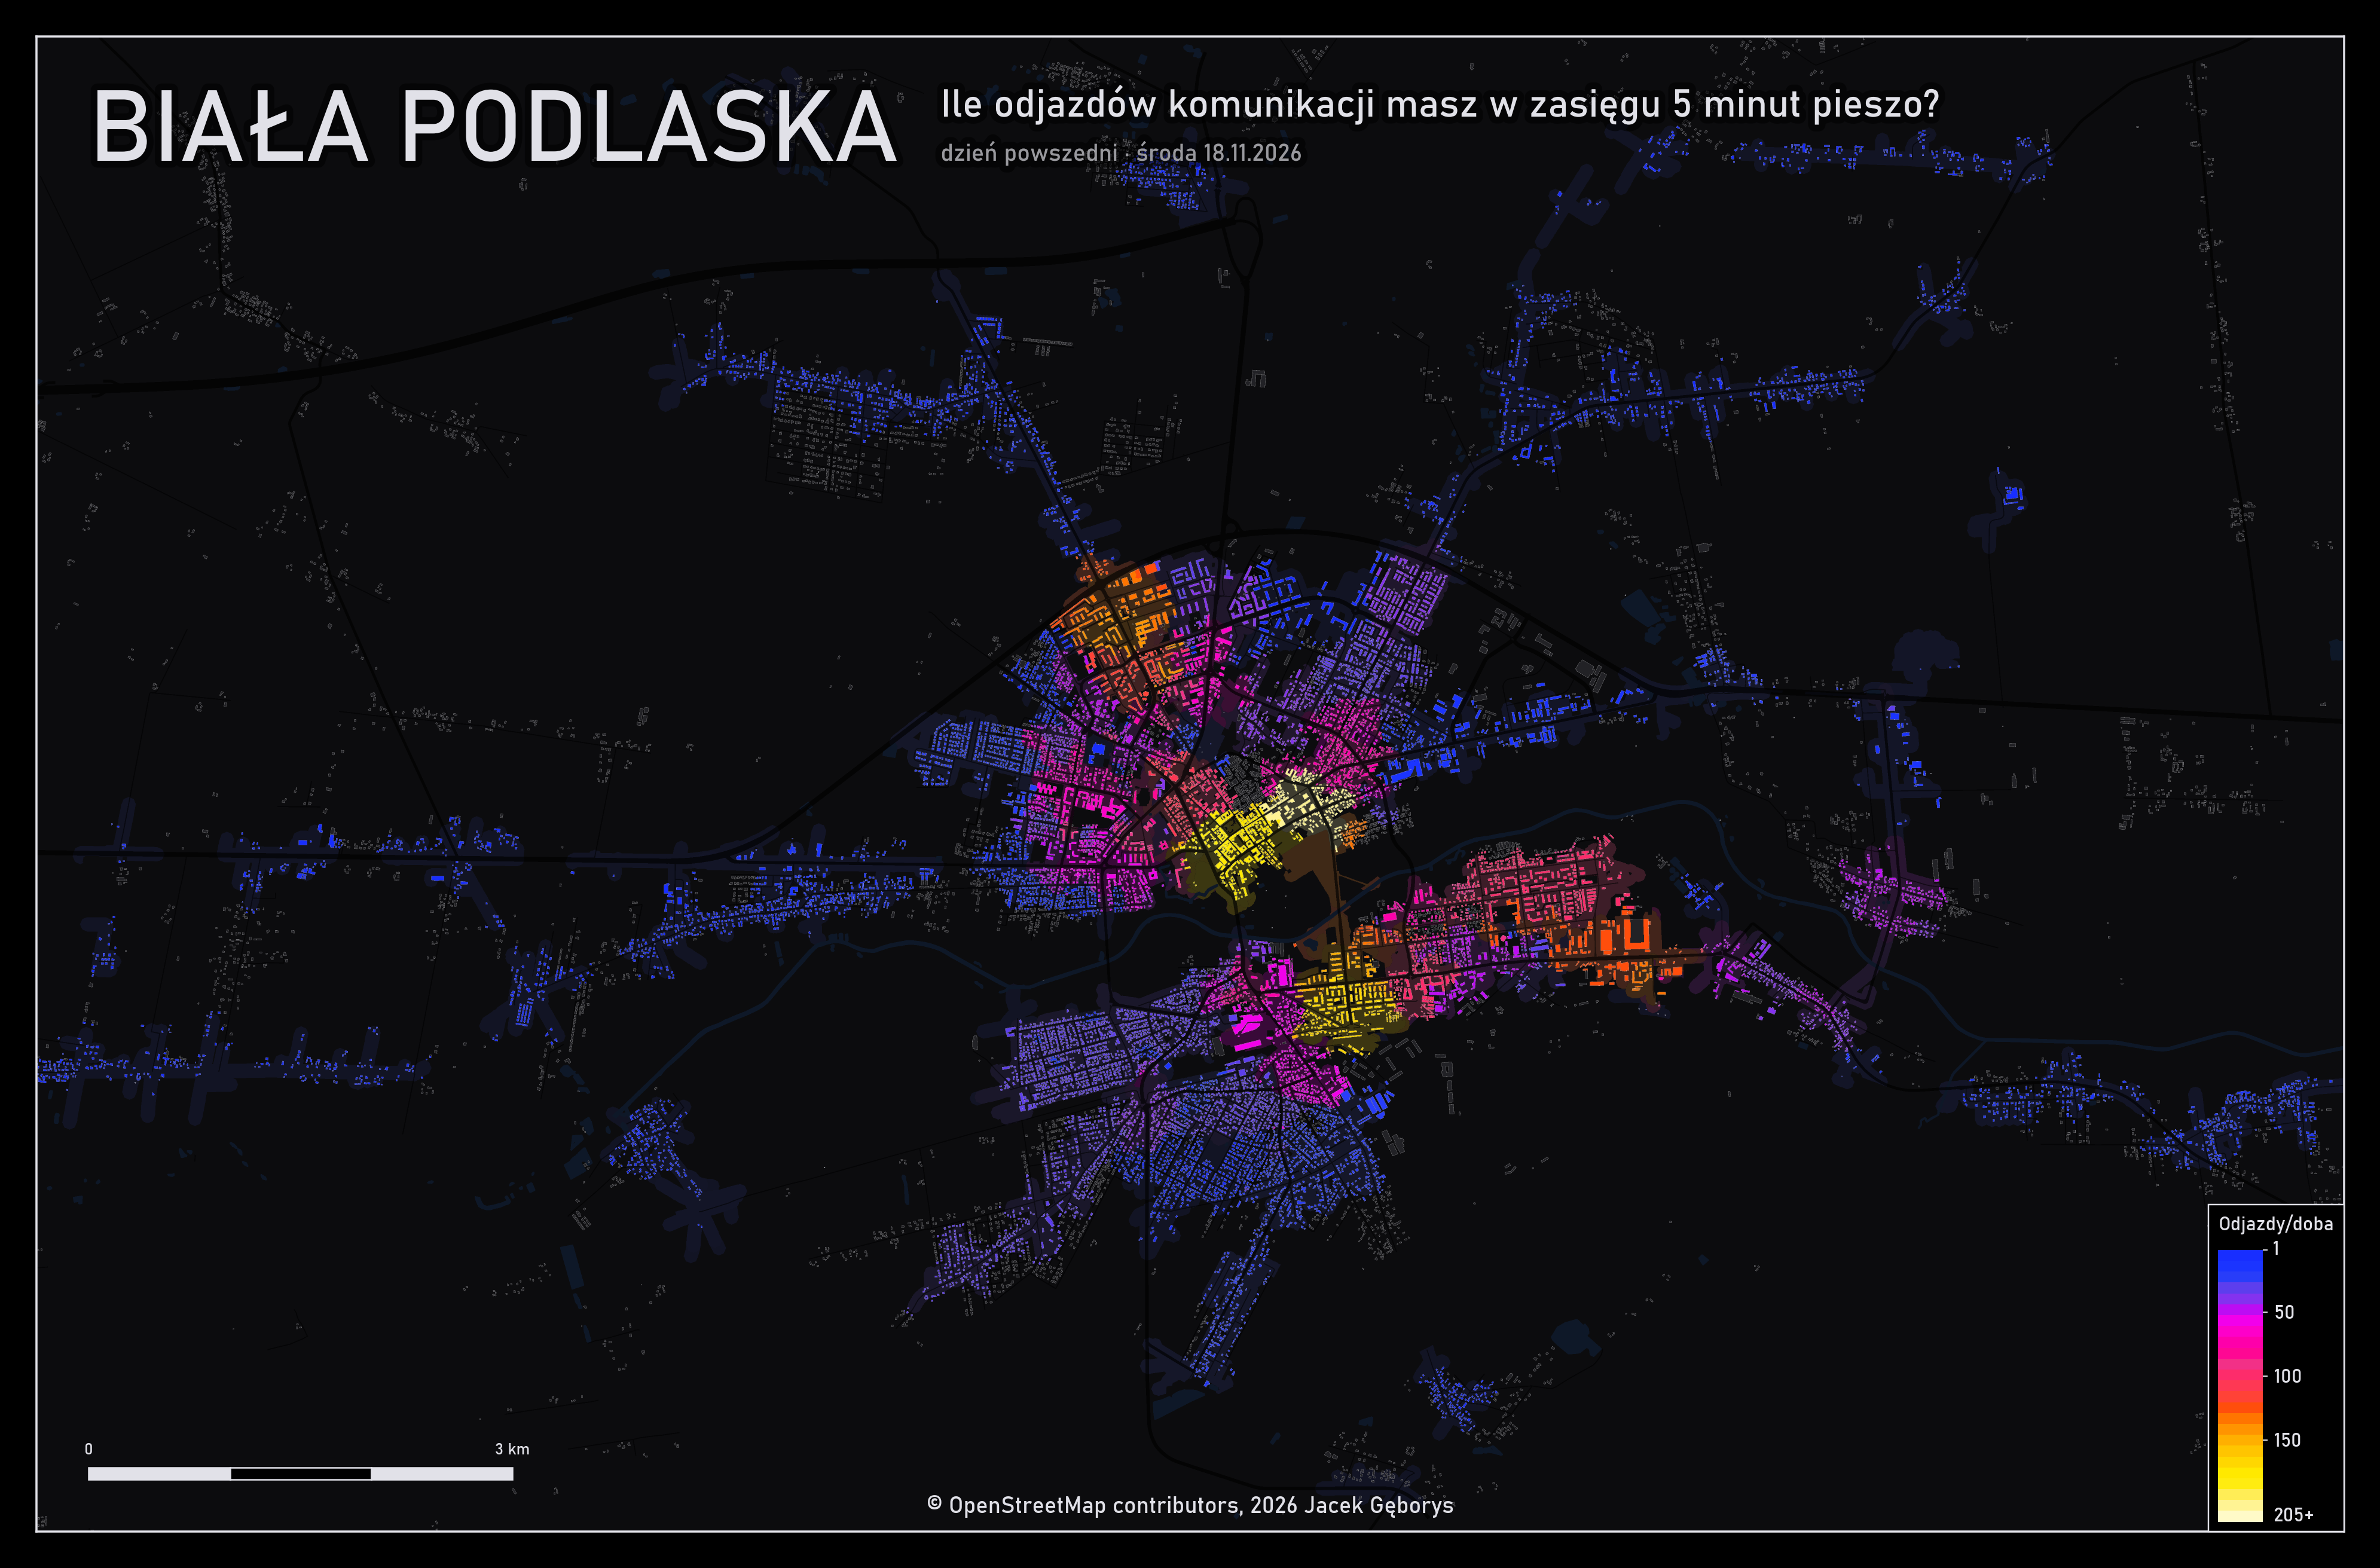 BIAŁA PODLASKA
Ile odjazdów komunikacji masz w zasięgu 5 minut pieszo?
dzień powszedni · środa 18.11.2026
Odjazdy/doba
1
50
100
150
205+
0 3 km
© OpenStreetMap contributors, 2026 Jacek Gęborys